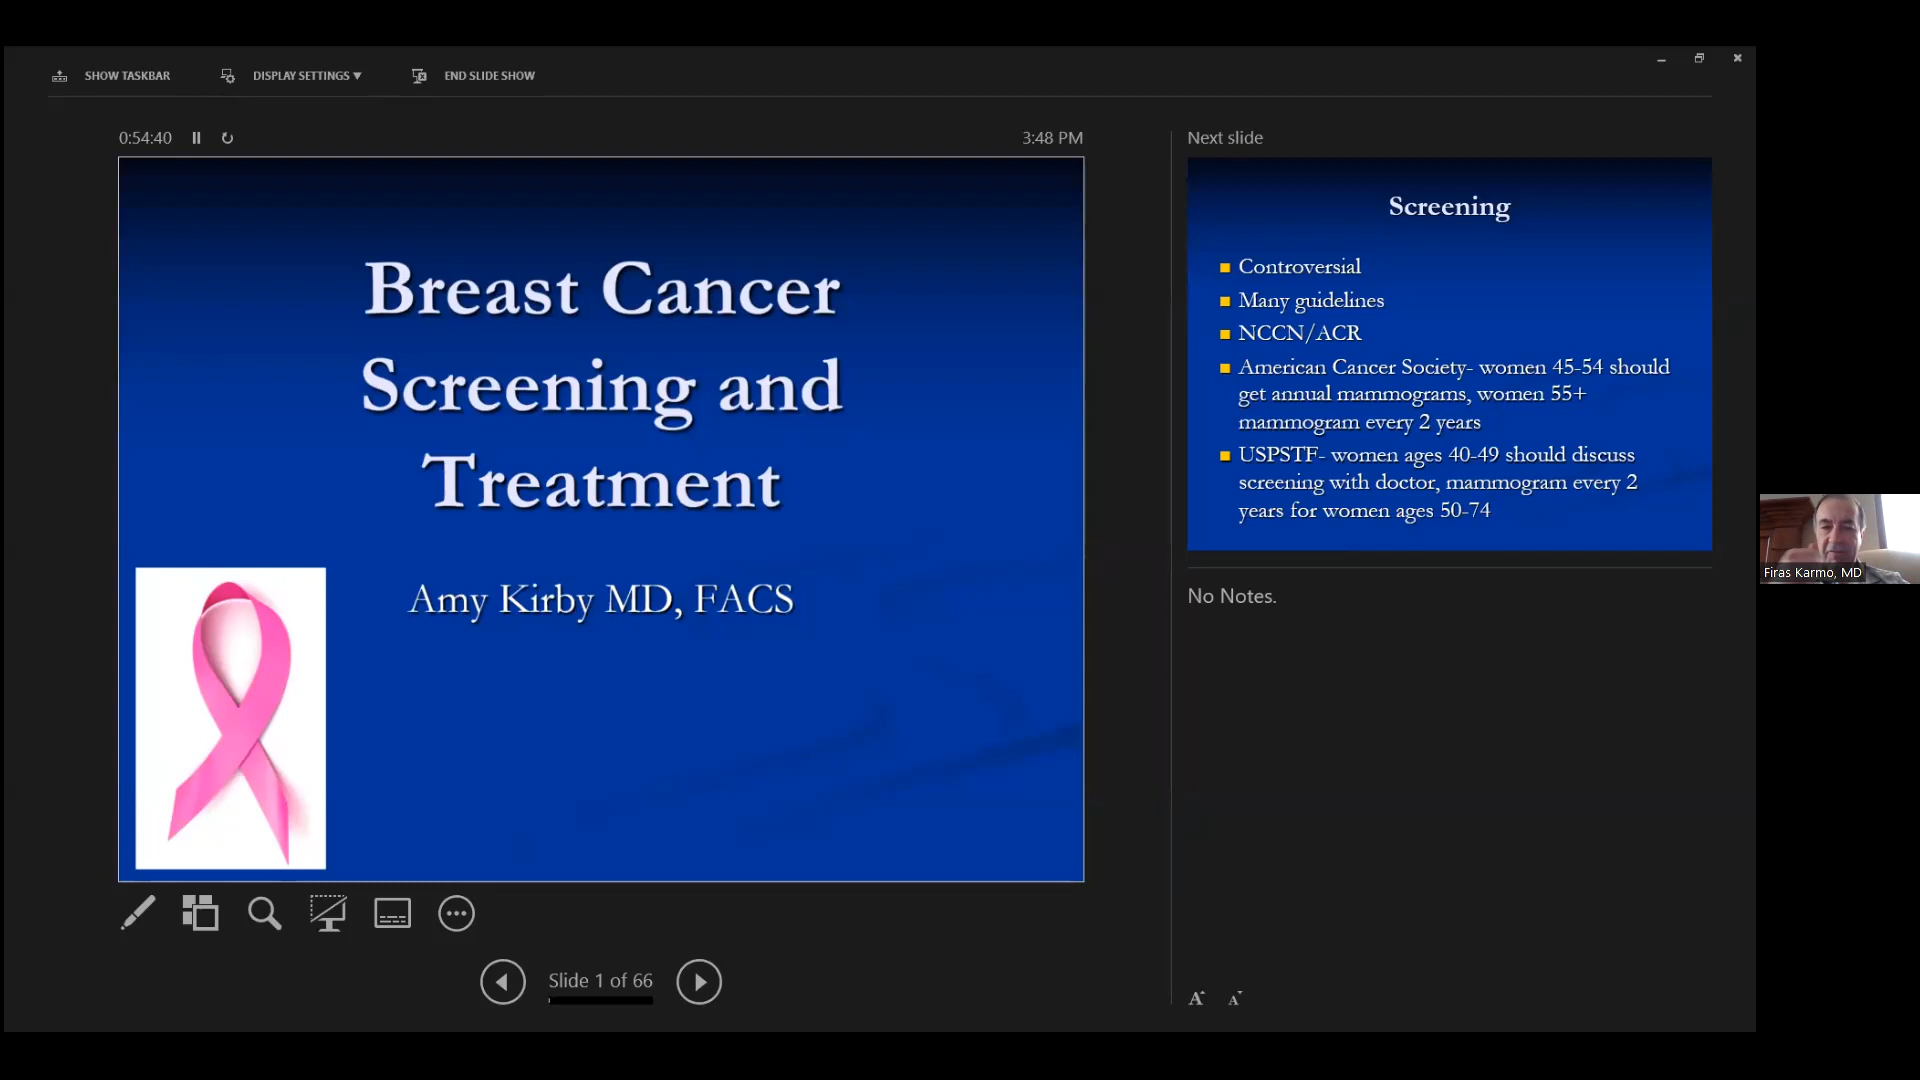 SHOW TASKBAR
DISPLAY SETTINGS ▼
END SLIDE SHOW
0:54:40
3:48 PM
Breast Cancer
Screening and
Treatment
Amy Kirby MD, FACS
Slide 1 of 66
Next slide
Screening
Controversial
Many guidelines
NCCN/ACR
American Cancer Society- women 45-54 should
get annual mammograms, women 55+
mammogram every 2 years
USPSTF- women ages 40-49 should discuss
screening with doctor, mammogram every 2
years for women ages 50-74
No Notes.
A A
Firas Karmo, MD